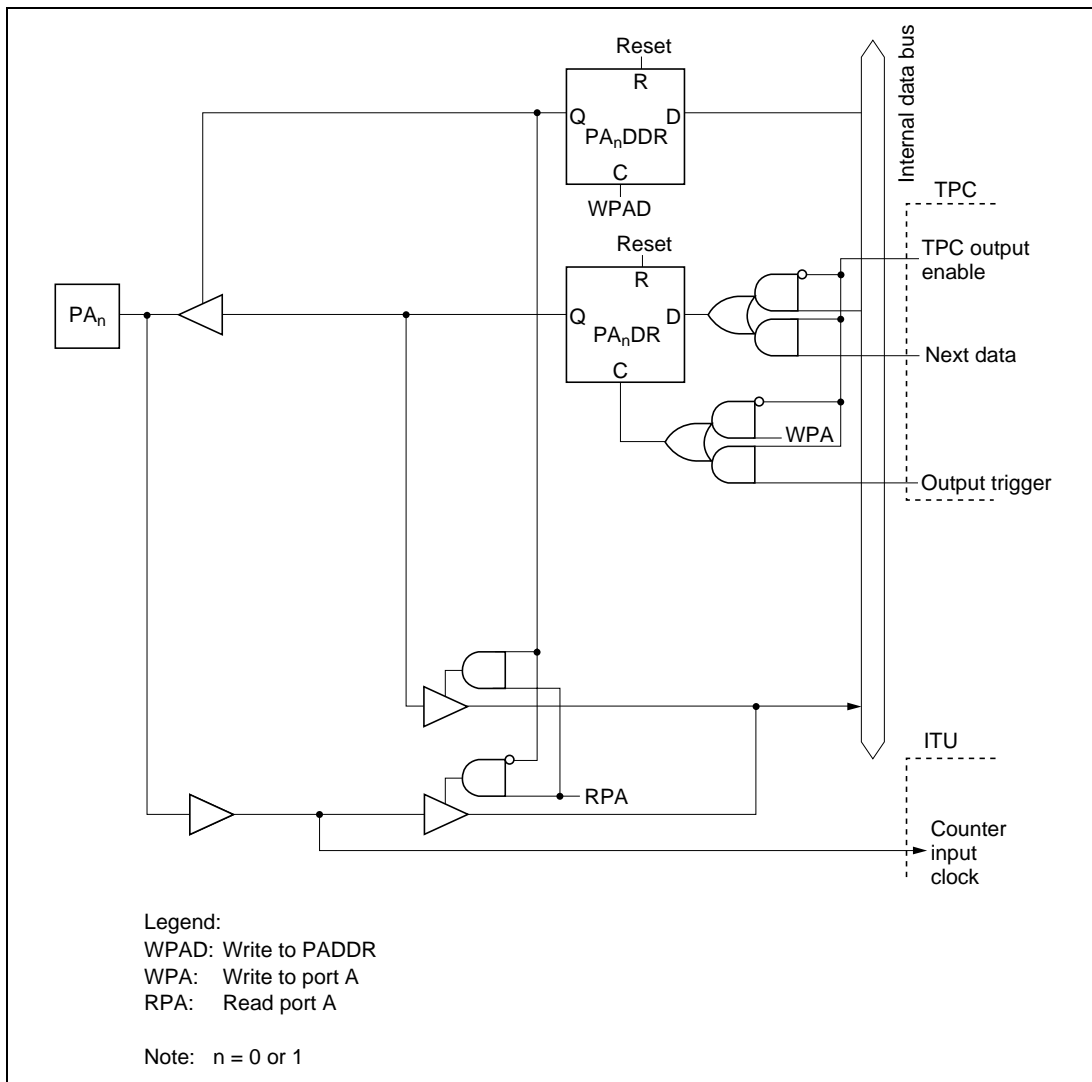 Reset
R
Q
D
PAnDDR
C
WPAD
Internal data bus
TPC
Reset
R
TPC output
enable
PAn
Q
D
PAnDR
C
Next data
WPA
Output trigger
ITU
RPA
Counter
input
clock
Legend:
WPAD: Write to PADDR
WPA: Write to port A
RPA: Read port A
Note: n = 0 or 1